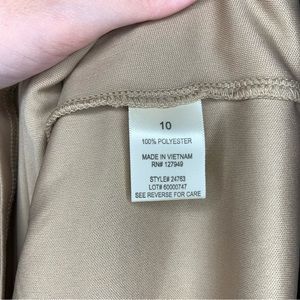 10
100% POLYESTER
MADE IN VIETNAM
RN# 127949
STYLE# 24763
LOT# 60000747
SEE REVERSE FOR CARE